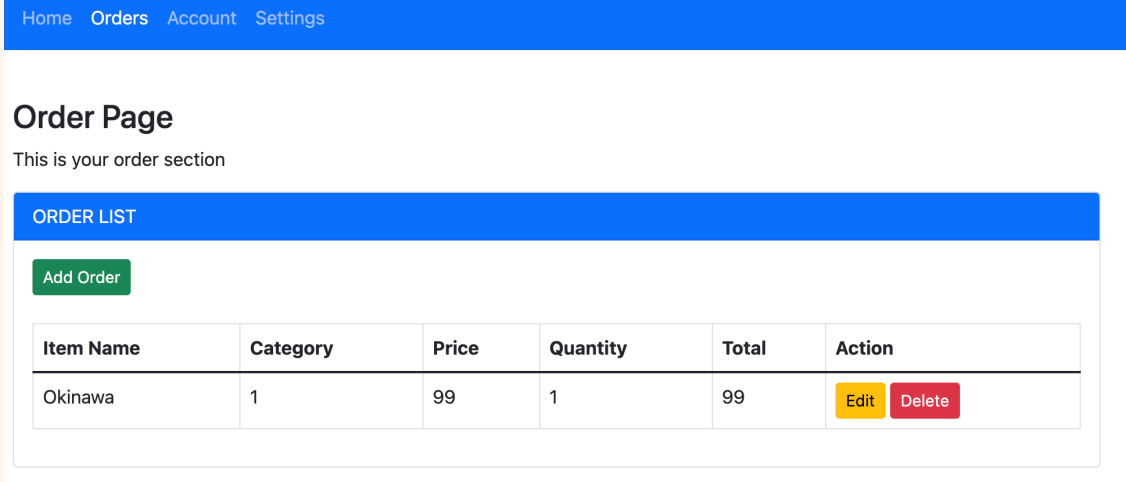 Home Orders Account Settings
Order Page
This is your order section
ORDER LIST
Add Order
Item Name Category Price Quantity Total Action
Okinawa 1 99 1 99 Edit Delete